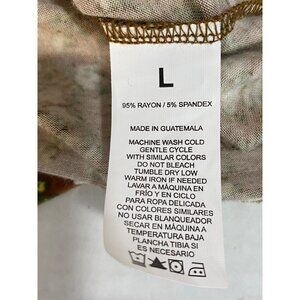 L
95% RAYON / 5% SPANDEX
MADE IN GUATEMALA
MACHINE WASH COLD
GENTLE CYCLE
WITH SIMILAR COLORS
DO NOT BLEACH
TUMBLE DRY LOW
WARM IRON IF NEEDED
LAVAR A MÁQUINA EN
FRÍO Y EN CICLO
PARA ROPA DELICADA
CON COLORES SIMILARES
NO USAR BLANQUEADOR
SECAR EN MÁQUINA A
TEMPERATURA BAJA
PLANCHA TIBIA SI
ES NECESARIO